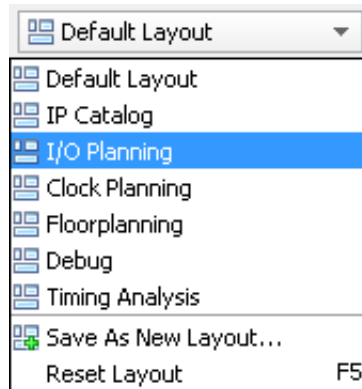 Default Layout
Default Layout
IP Catalog
I/O Planning
Clock Planning
Floorplanning
Debug
Timing Analysis
Save As New Layout...
Reset Layout F5